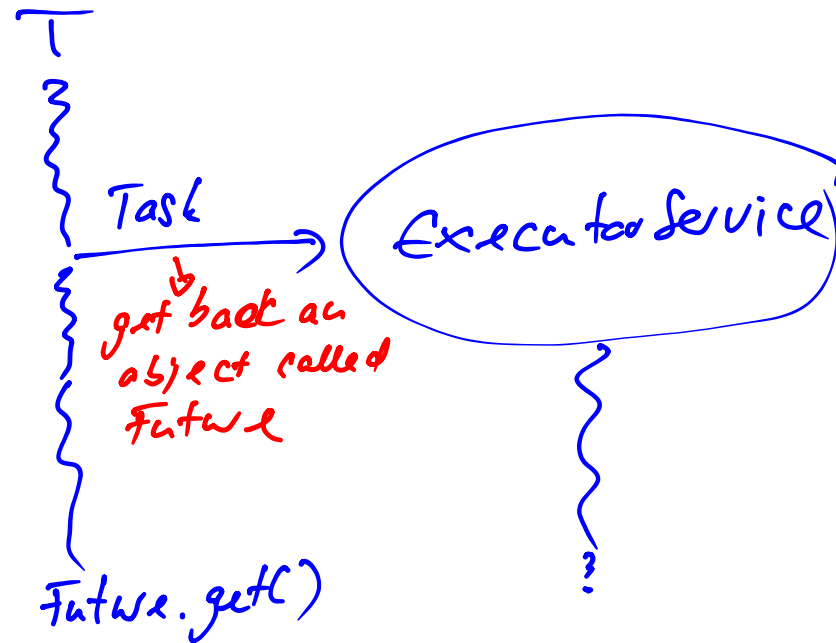 T
Task
ExecutorService
get back an
object called
Future
?
Future.get()